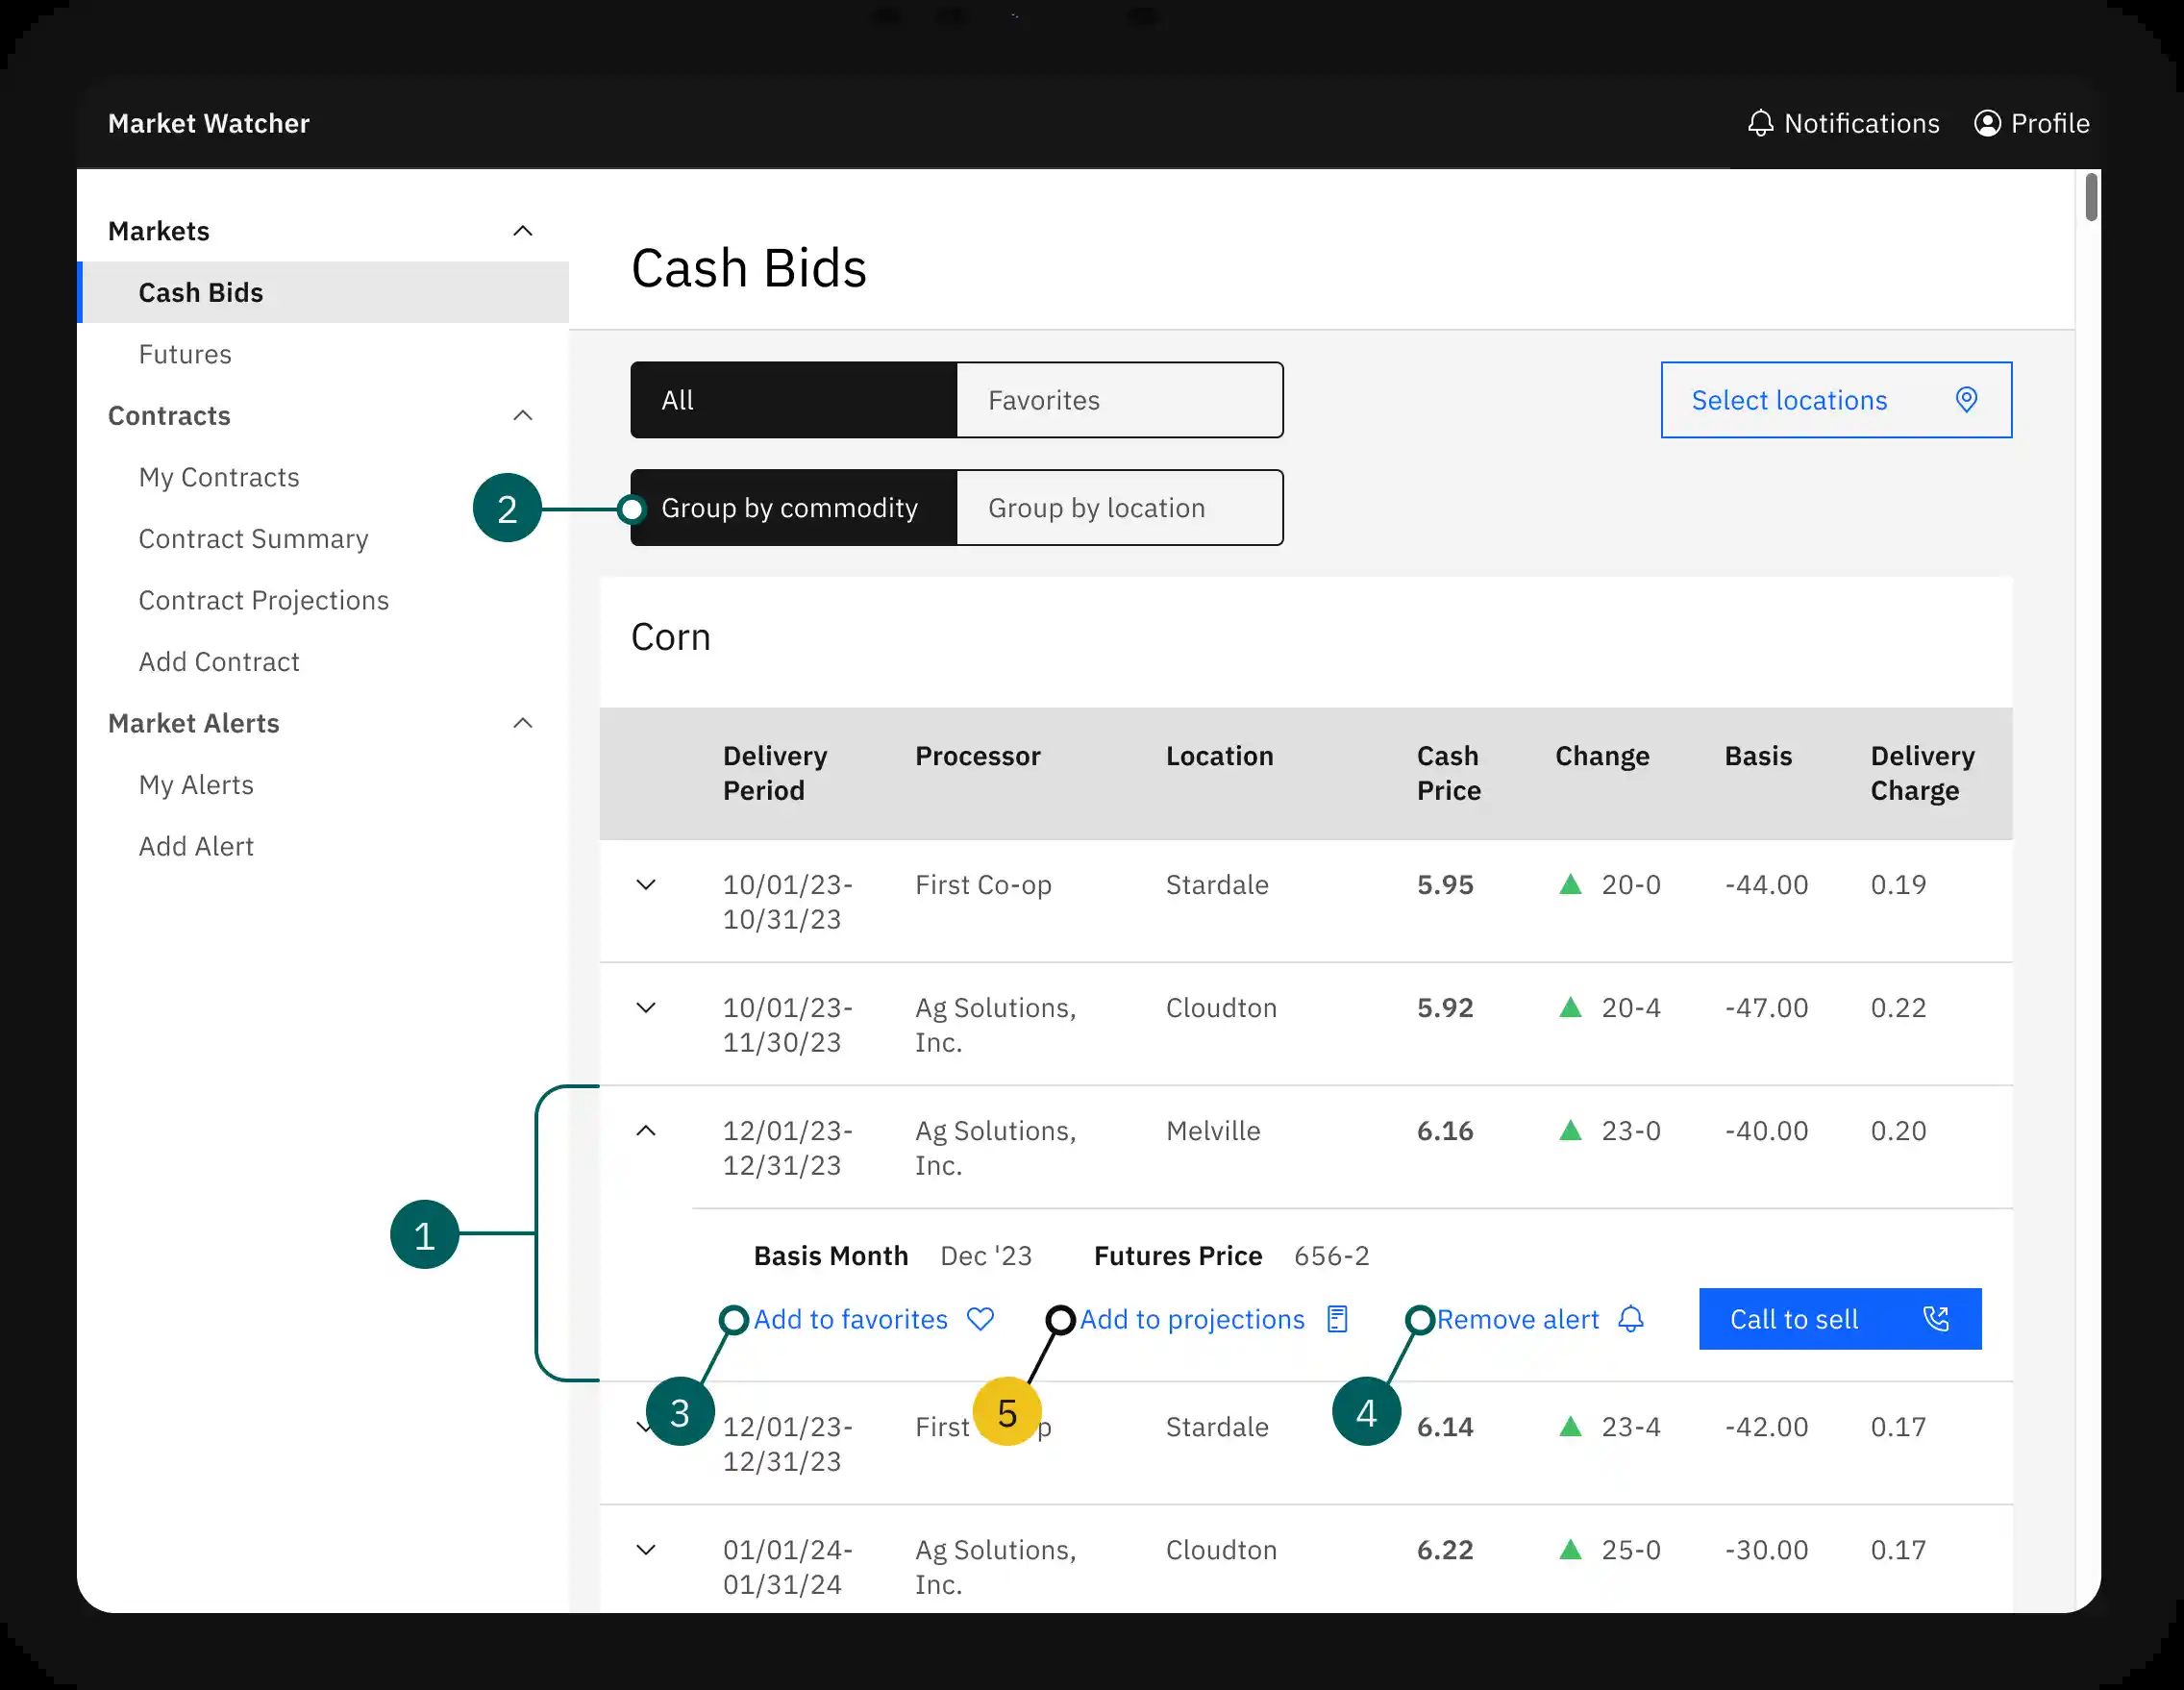 Market Watcher
Notifications
Profile
Markets
Cash Bids
Futures
Contracts
My Contracts
Contract Summary
Contract Projections
Add Contract
Market Alerts
My Alerts
Add Alert
Cash Bids
All
Favorites
Select locations
2
Group by commodity
Group by location
Corn
Delivery Period
Processor
Location
Cash Price
Change
Basis
Delivery Charge
10/01/23-
10/31/23
First Co-op
Stardale
5.95
20-0
-44.00
0.19
10/01/23-
11/30/23
Ag Solutions,
Inc.
Cloudton
5.92
20-4
-47.00
0.22
12/01/23-
12/31/23
Ag Solutions,
Inc.
Melville
6.16
23-0
-40.00
0.20
1
Basis Month Dec '23
Futures Price 656-2
Add to favorites
Add to projections
Remove alert
Call to sell
3
5
4
12/01/23-
12/31/23
First
Stardale
6.14
23-4
-42.00
0.17
01/01/24-
01/31/24
Ag Solutions,
Inc.
Cloudton
6.22
25-0
-30.00
0.17